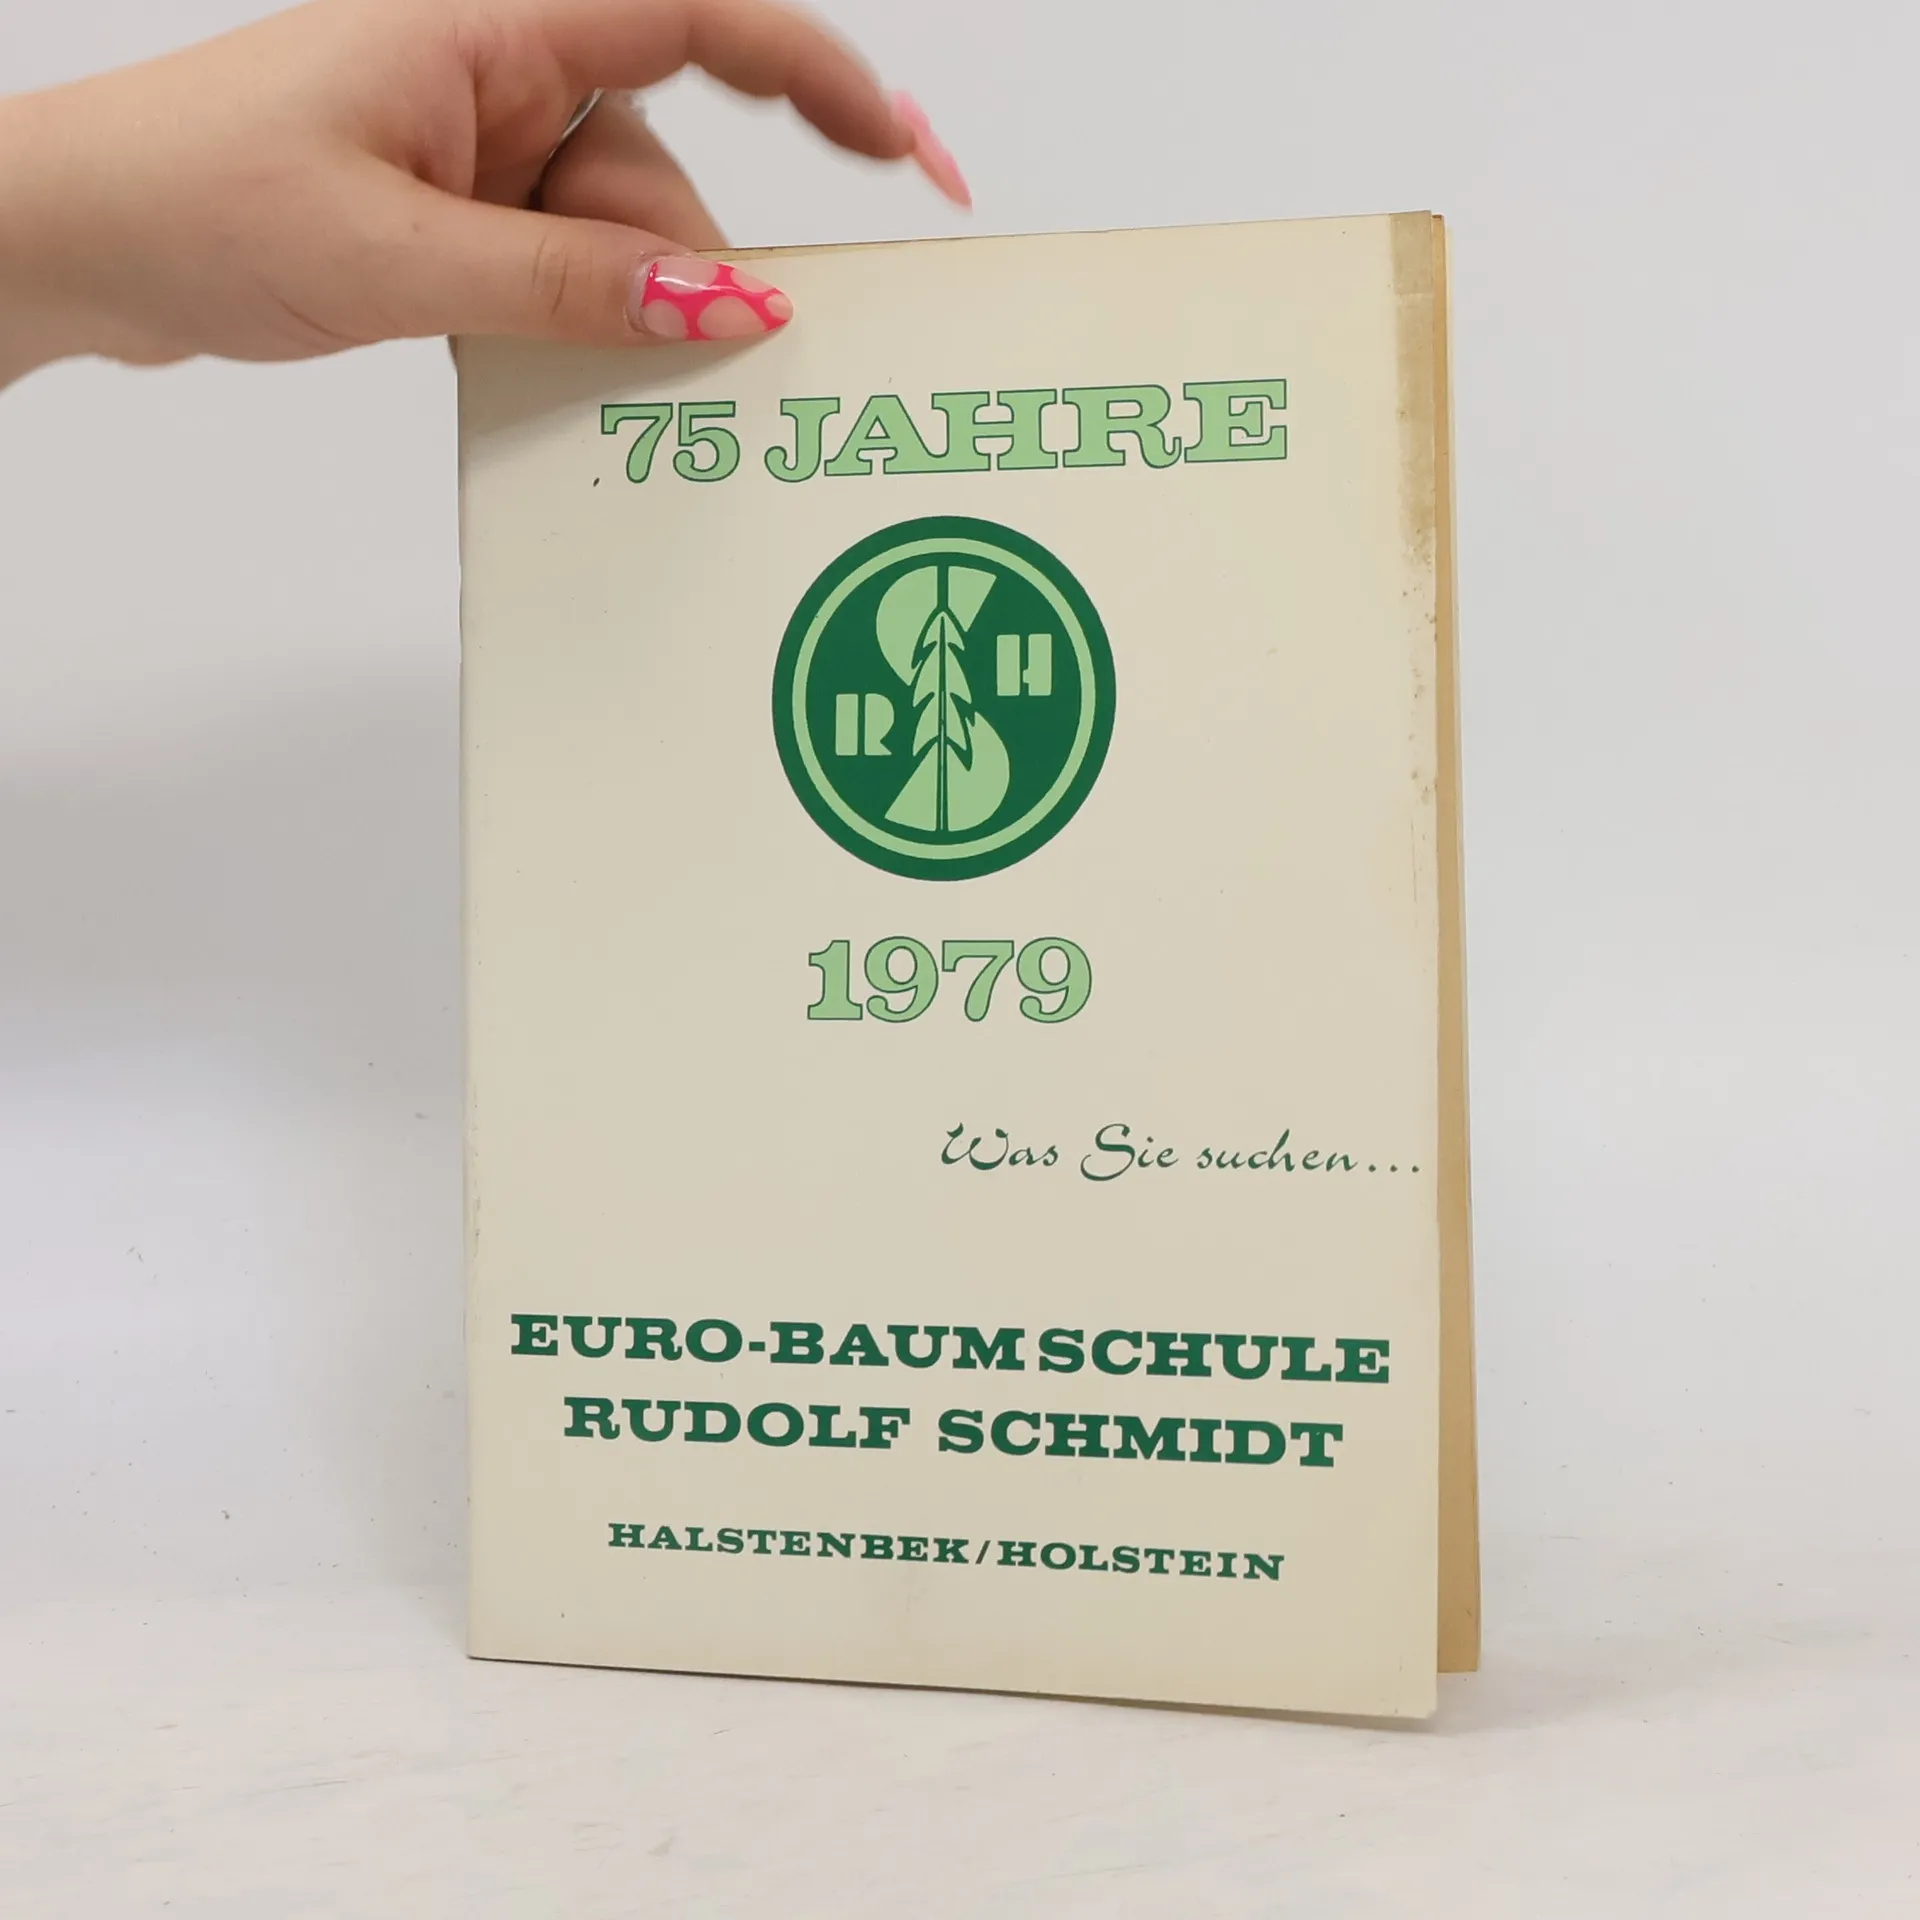 75 JAHRE
R S H
1979
Was Sie suchen...
EURO-BAUMSCHULE
RUDOLF SCHMIDT
HALSTENBEK/HOLSTEIN